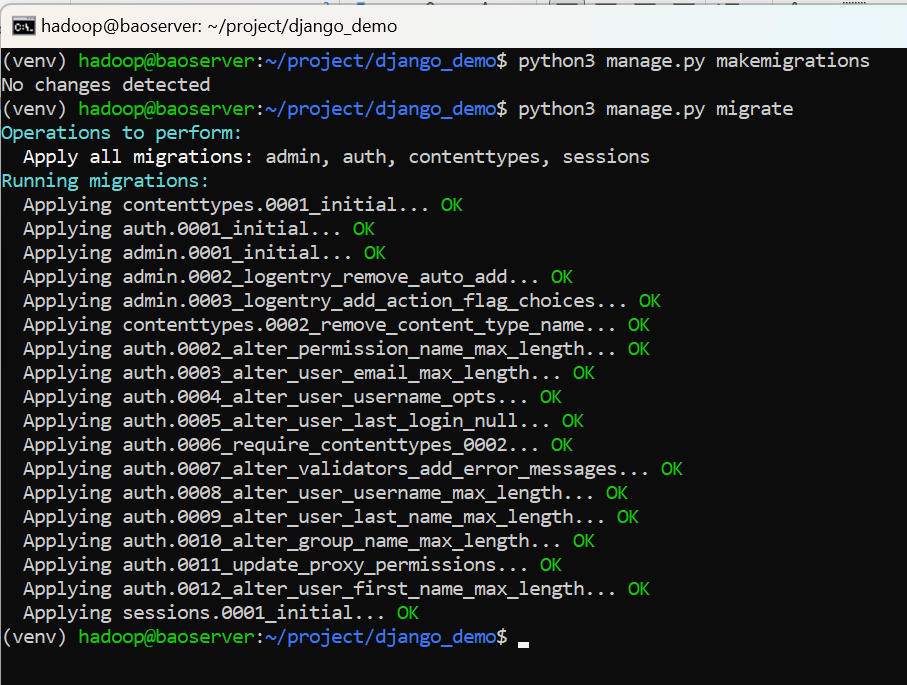 hadoop@baoserver: ~/project/django_demo
(venv) hadoop@baoserver:~/project/django_demo$ python3 manage.py makemigrations
No changes detected
(venv) hadoop@baoserver:~/project/django_demo$ python3 manage.py migrate
Operations to perform:
  Apply all migrations: admin, auth, contenttypes, sessions
Running migrations:
  Applying contenttypes.0001_initial... OK
  Applying auth.0001_initial... OK
  Applying admin.0001_initial... OK
  Applying admin.0002_logentry_remove_auto_add... OK
  Applying admin.0003_logentry_add_action_flag_choices... OK
  Applying contenttypes.0002_remove_content_type_name... OK
  Applying auth.0002_alter_permission_name_max_length... OK
  Applying auth.0003_alter_user_email_max_length... OK
  Applying auth.0004_alter_user_username_opts... OK
  Applying auth.0005_alter_user_last_login_null... OK
  Applying auth.0006_require_contenttypes_0002... OK
  Applying auth.0007_alter_validators_add_error_messages... OK
  Applying auth.0008_alter_user_username_max_length... OK
  Applying auth.0009_alter_user_last_name_max_length... OK
  Applying auth.0010_alter_group_name_max_length... OK
  Applying auth.0011_update_proxy_permissions... OK
  Applying auth.0012_alter_user_first_name_max_length... OK
  Applying sessions.0001_initial... OK
(venv) hadoop@baoserver:~/project/django_demo$